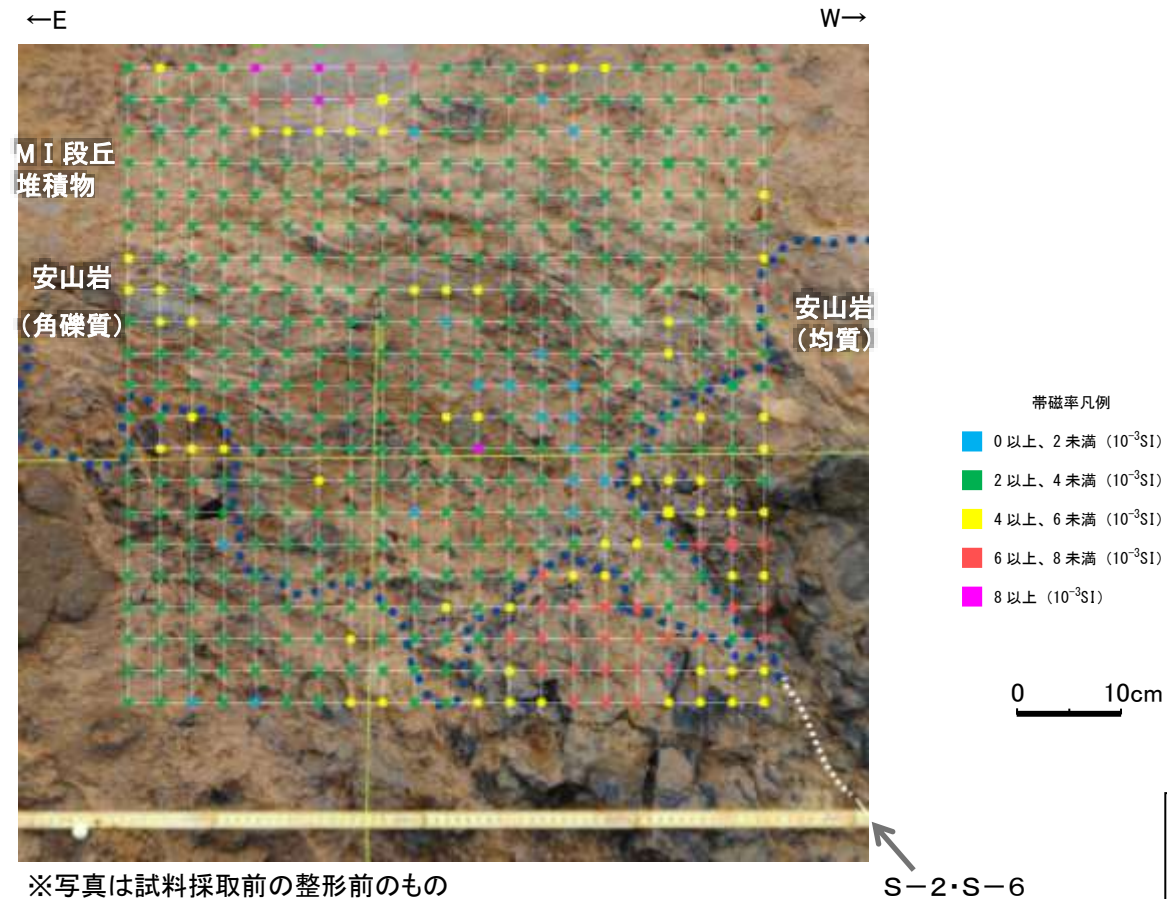 ←E
W→
MⅠ段丘
堆積物
安山岩
(角礫質)
安山岩
(均質)
帯磁率凡例
0 以上、2 未満 (10⁻³SI)
2 以上、4 未満 (10⁻³SI)
4 以上、6 未満 (10⁻³SI)
6 以上、8 未満 (10⁻³SI)
8 以上 (10⁻³SI)
0 10cm
※写真は試料採取前の整形前のもの
S－2・S－6